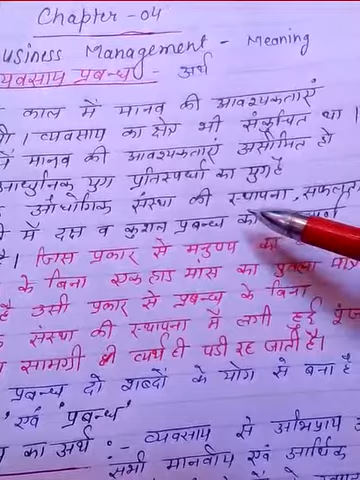 Chapter - 04
usiness Management - Meaning
व्यवसाय प्रबन्ध - अर्थ
काल में मानव की आवश्यकताएं
व्यवसाय का क्षेत्र भी संकुचित था ।
मानव की आवश्यकताएं असीमित हो
आधुनिक युग प्रतिस्पर्धा का युग है
औधोगिक संस्था की स्थापना, सफलता
में दक्ष व कुशल प्रबन्ध का
है। जिस प्रकार से मनुष्य का
के बिना एक हाड मास का पुतला मात्र
है उसी प्रकार से प्रबन्ध के बिना
संस्था की स्थापना में लगी हुई पूंज
सामगी भी व्यर्थ ही पडी रह जाती है।
प्रबन्ध दो शब्दों के योग से बना है
' एवं 'प्रबन्ध'
का अर्थ :- व्यवसाय से अभिप्राय उ
सभी मानवीय एवं आर्थिक